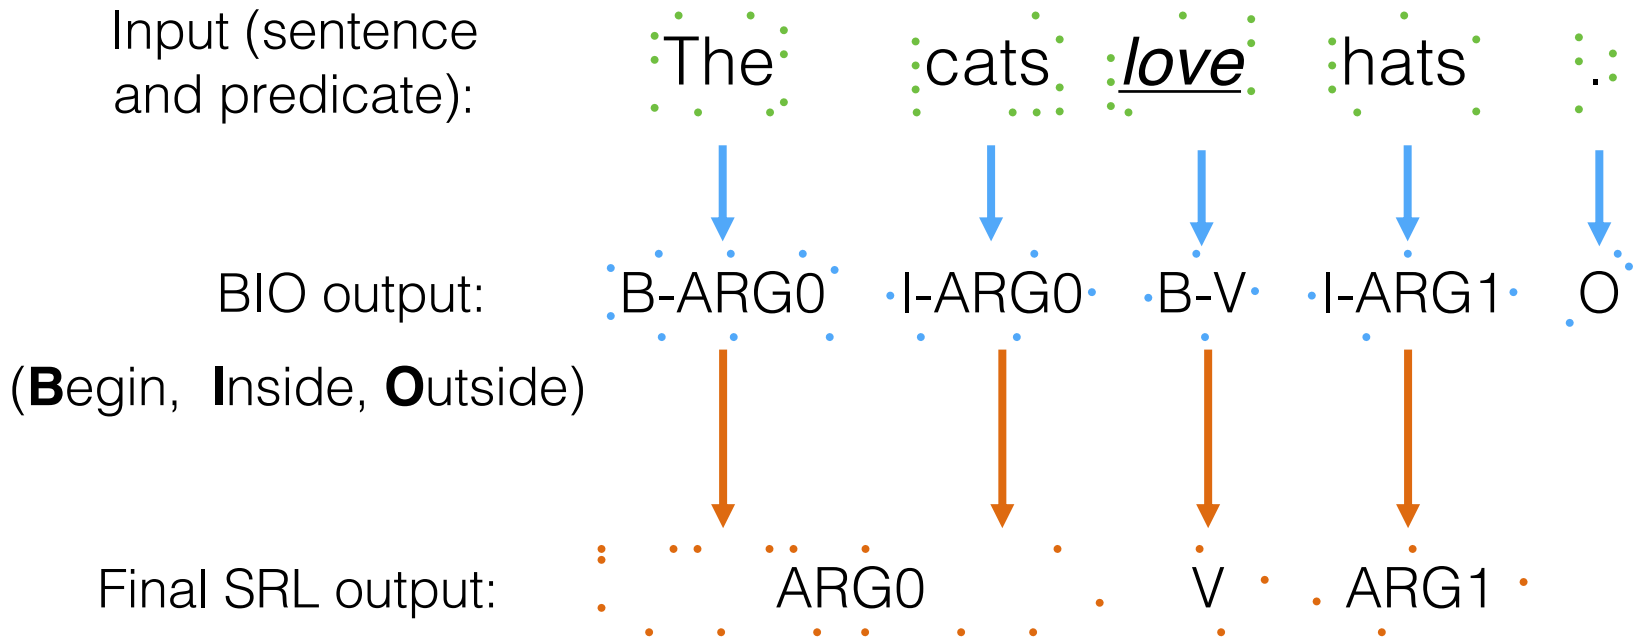 Input (sentence
and predicate):
The cats love hats .
BIO output:
B-ARG0 I-ARG0 B-V I-ARG1 O
(Begin, Inside, Outside)
Final SRL output:
ARG0 V ARG1